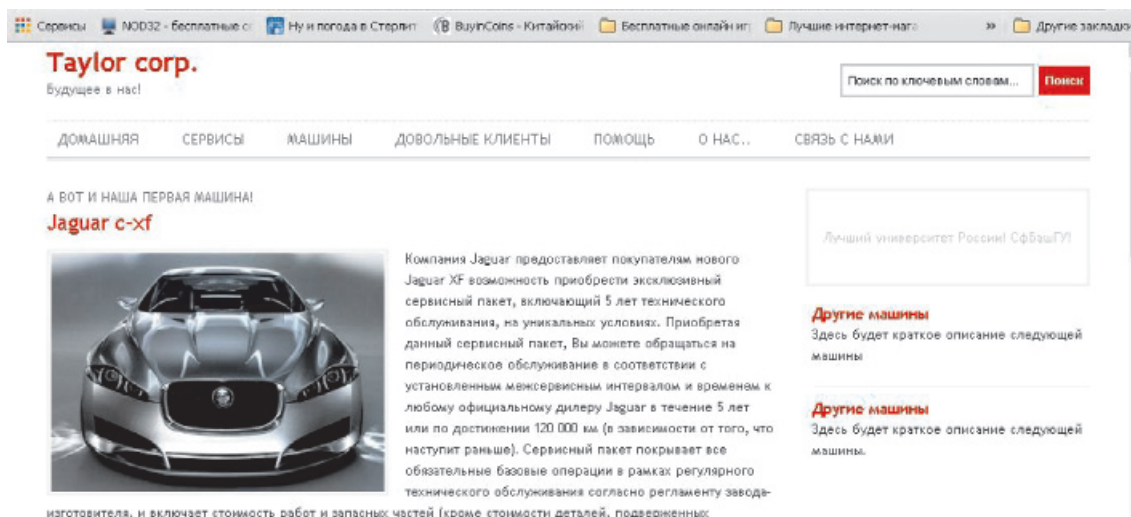 Сервисы NOD32 - бесплатные се Ну и погода в Стерлит BuyinCoins - Китайский Бесплатные онлайн иг Лучшие интернет-мага » Другие закладки
Taylor corp.
Будущее в нас!
Поиск по ключевым словам... Поиск
ДОМАШНЯЯ СЕРВИСЫ МАШИНЫ ДОВОЛЬНЫЕ КЛИЕНТЫ ПОМОЩЬ О НАС.. СВЯЗЬ С НАМИ
А ВОТ И НАША ПЕРВАЯ МАШИНА!
Jaguar c-xf
Компания Jaguar предоставляет покупателям нового
Jaguar XF возможность приобрести эксклюзивный
сервисный пакет, включающий 5 лет технического
обслуживания, на уникальных условиях. Приобретая
данный сервисный пакет, Вы можете обращаться на
периодическое обслуживание в соответствии с
установленным межсервисным интервалом и временем к
любому официальному дилеру Jaguar в течение 5 лет
или по достижении 120 000 км (в зависимости от того, что
наступит раньше). Сервисный пакет покрывает все
обязательные базовые операции в рамках регулярного
технического обслуживания согласно регламенту завода-
изготовителя, и включает стоимость работ и запасных частей (кроме стоимости деталей, подверженных
Лучший университет России! СфБашГУ!
Другие машины
Здесь будет краткое описание следующей
машины
Другие машины
Здесь будет краткое описание следующей
машины.